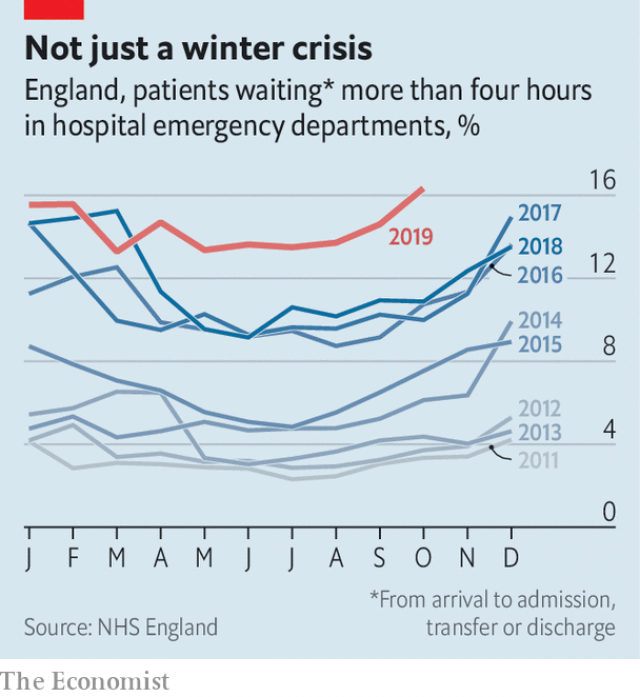 Not just a winter crisis
England, patients waiting* more than four hours
in hospital emergency departments, %
16
2017
2019
2018
12
2016
2014
2015
8
2012
4
2013
2011
0
J F M A M J J A S O N D
*From arrival to admission,
Source: NHS England
transfer or discharge
The Economist